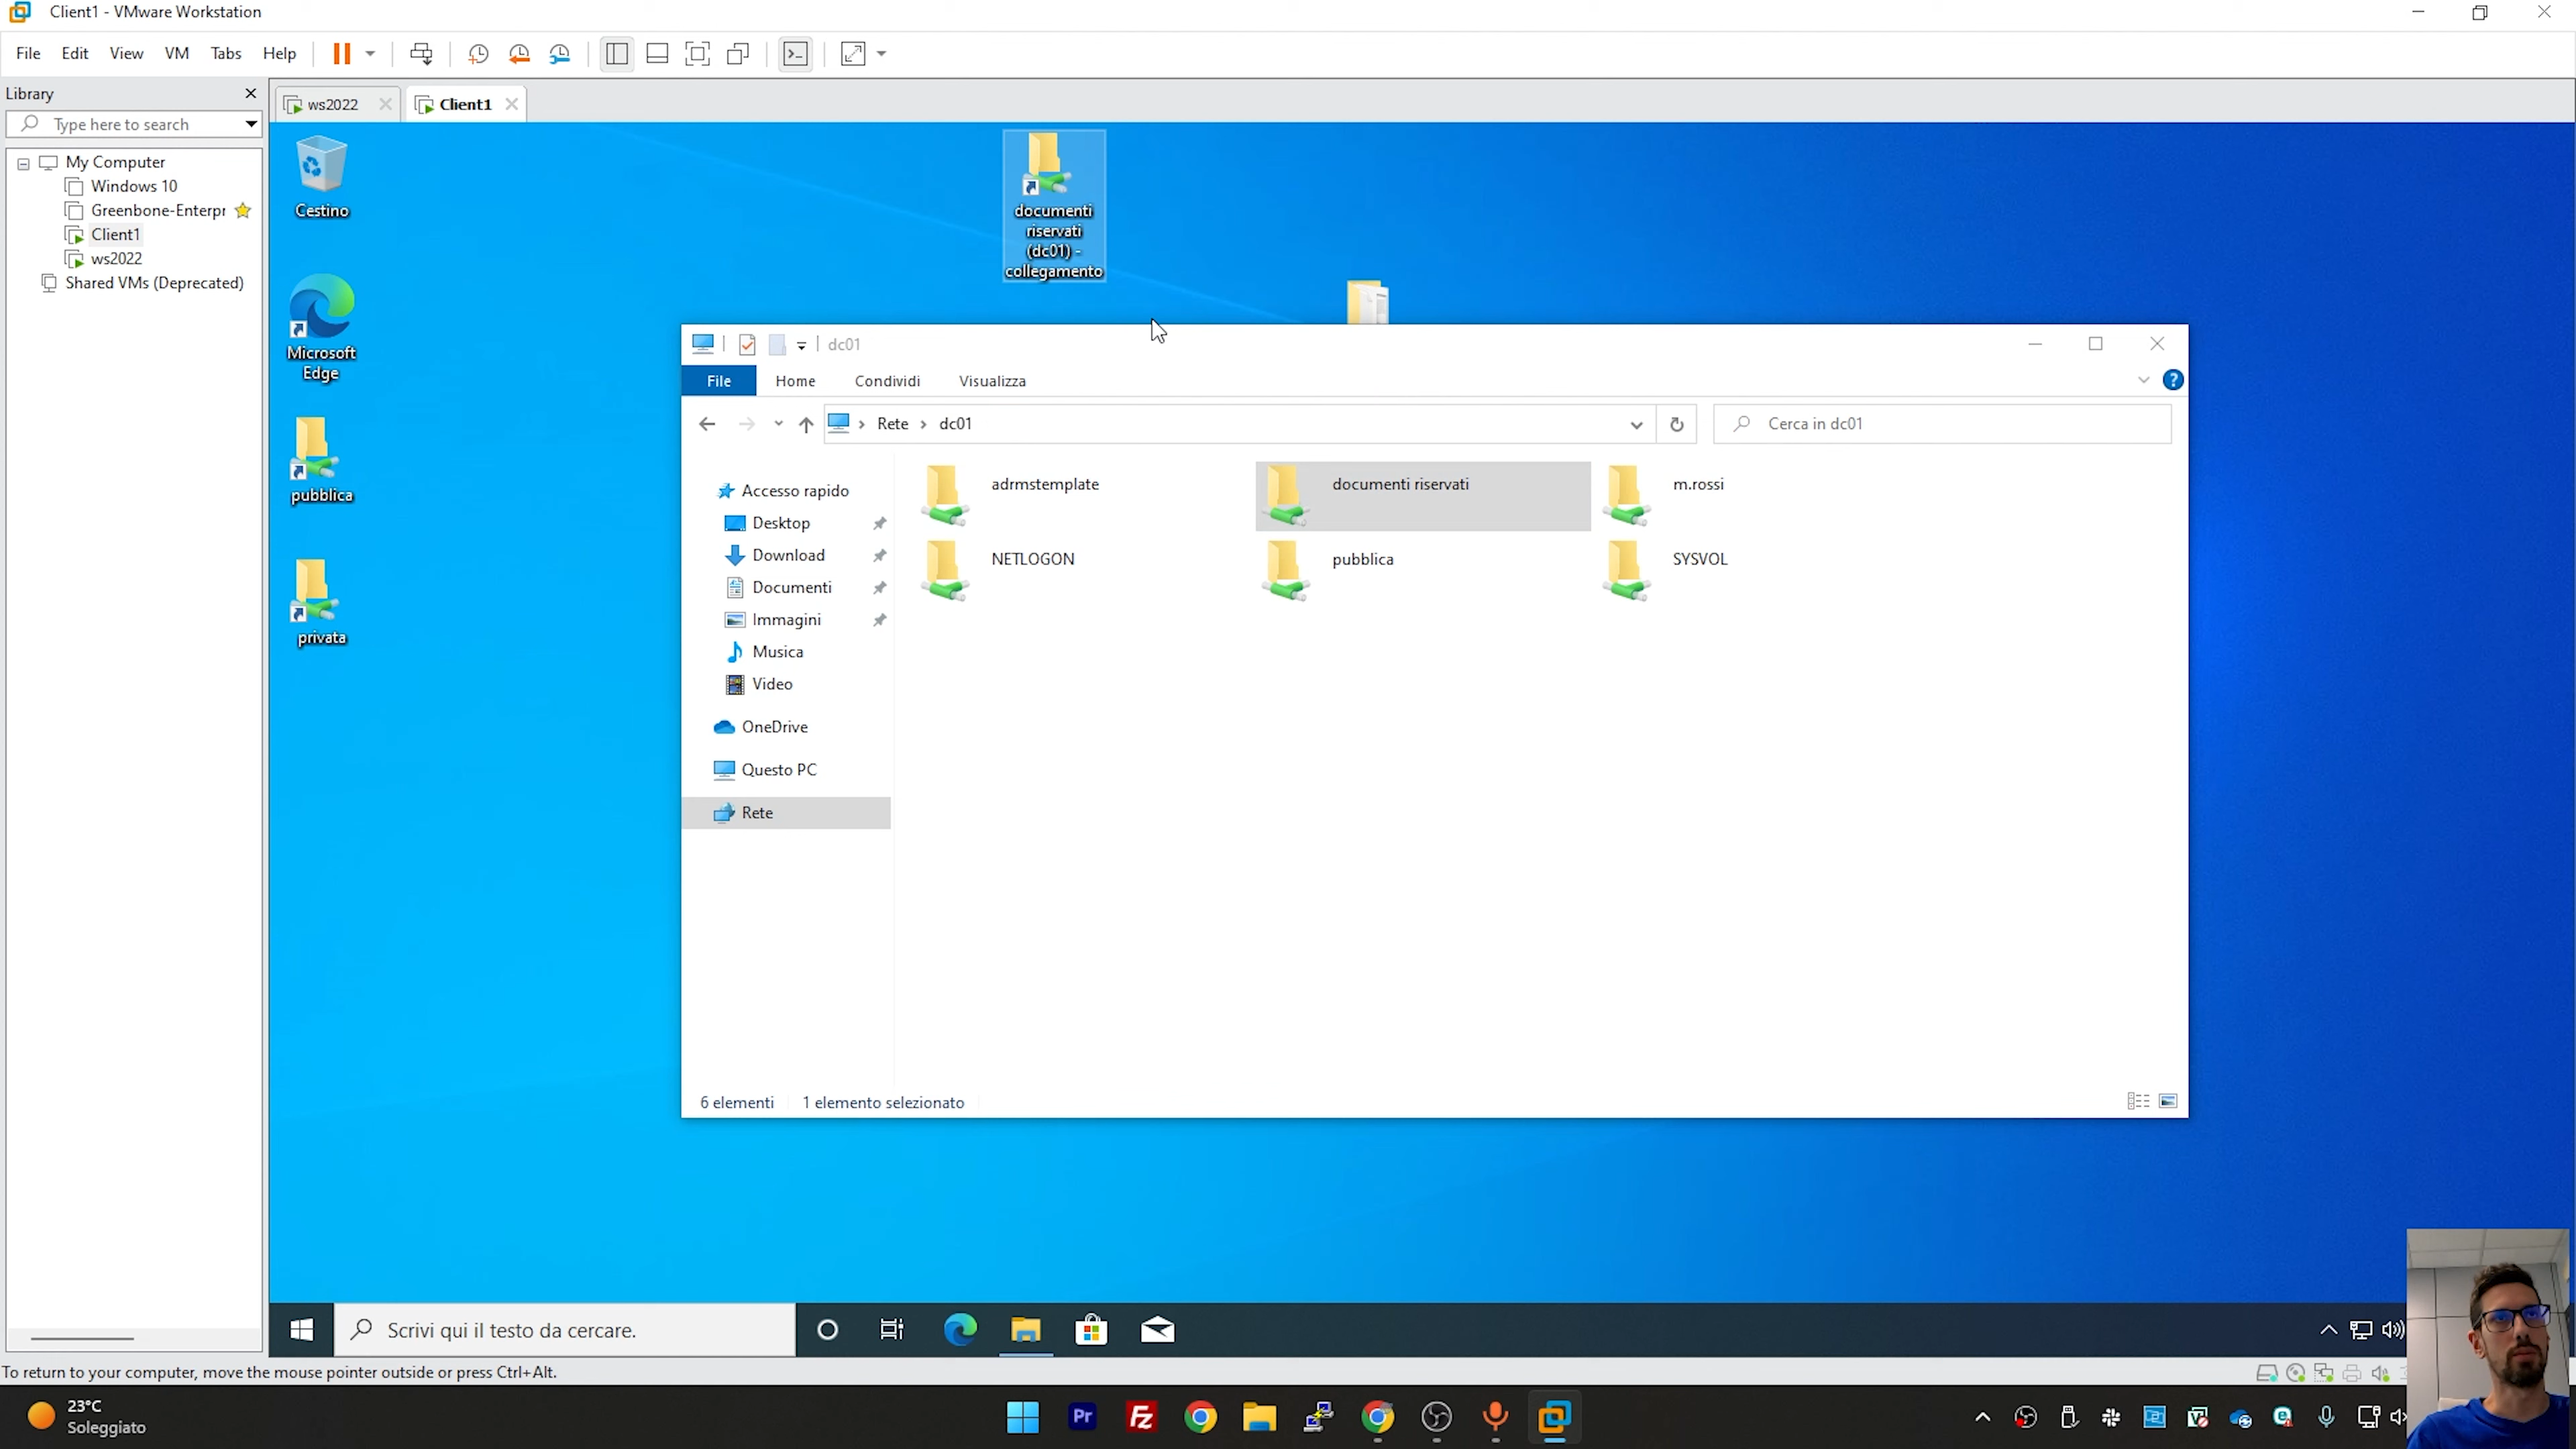 Client1 - VMware Workstation
File Edit View VM Tabs Help
Library
Type here to search
My Computer
Windows 10
Greenbone-Enterpr
Client1
ws2022
Shared VMs (Deprecated)
ws2022
Client1
Cestino
Microsoft
Edge
pubblica
privata
documenti
riservati
(dc01) -
collegamento
dc01
File Home Condividi Visualizza
Rete > dc01
Cerca in dc01
Accesso rapido
Desktop
Download
Documenti
Immagini
Musica
Video
OneDrive
Questo PC
Rete
adrmstemplate
documenti riservati
m.rossi
NETLOGON
pubblica
SYSVOL
6 elementi 1 elemento selezionato
Scrivi qui il testo da cercare.
To return to your computer, move the mouse pointer outside or press Ctrl+Alt.
23°C
Soleggiato
Pr
Fz